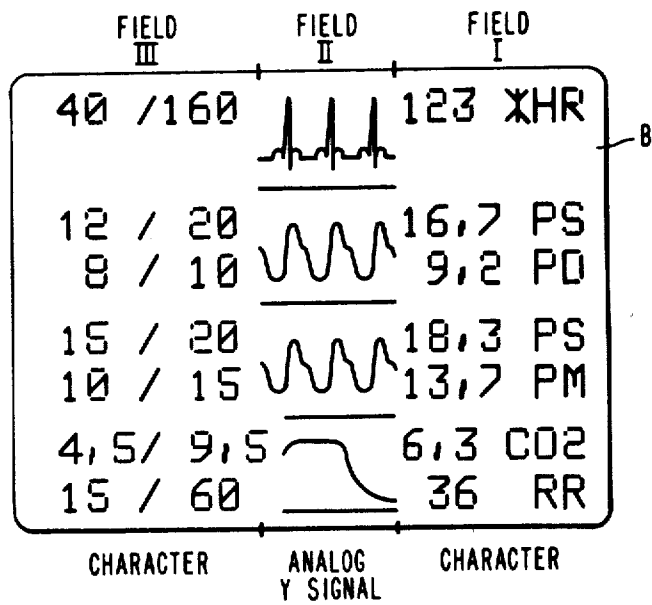 FIELD III FIELD II FIELD I
40 /160 123 HR
B
12 / 20 16,7 PS
8 / 10 9,2 PD
15 / 20 18,3 PS
10 / 15 13,7 PM
4,5/ 9,5 6,3 CO2
15 / 60 36 RR
CHARACTER ANALOG Y SIGNAL CHARACTER